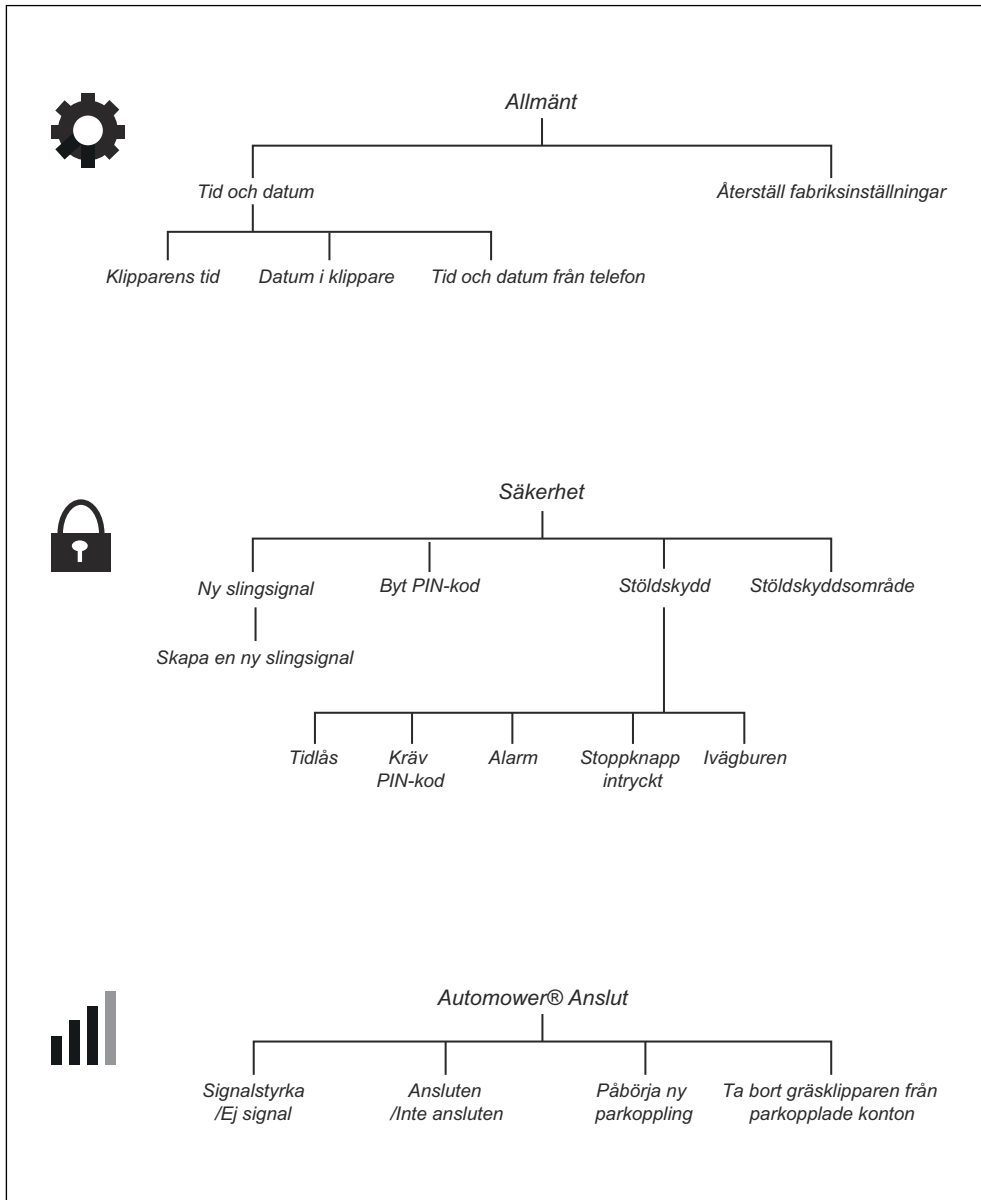 Allmänt
Tid och datum
Återställ fabriksinställningar
Klipparens tid
Datum i klippare
Tid och datum från telefon
Säkerhet
Ny slingsignal
Byt PIN-kod
Stöldskydd
Stöldskyddsområde
Skapa en ny slingsignal
Tidlås
Kräv
PIN-kod
Alarm
Stoppknapp
intryckt
Ivägburen
Automower® Anslut
Signalstyrka
/Ej signal
Ansluten
/Inte ansluten
Påbörja ny
parkoppling
Ta bort gräsklipparen från
parkopplade konton